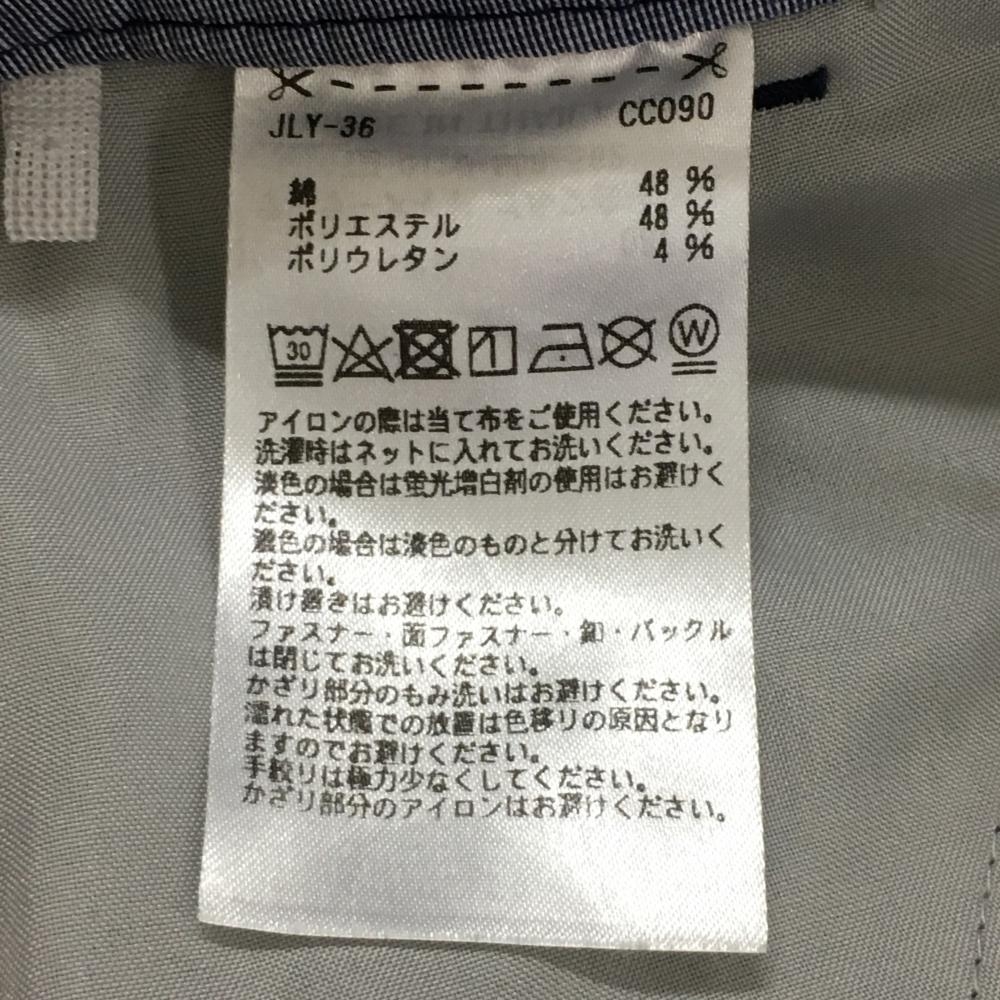 JLY-36 CC090
綿 48 %
ポリエステル 48 %
ポリウレタン 4 %
30 W
アイロンの際は当て布をご使用ください。
洗濯時はネットに入れてお洗いください。
淡色の場合は蛍光増白剤の使用はお避けく
ださい。
濃色の場合は淡色のものと分けてお洗いく
ださい。
漬け置きはお避けください。
ファスナー・面ファスナー・釦・バックル
は閉じてお洗いください。
かざり部分のもみ洗いはお避けください。
濡れた状態での放置は色移りの原因となり
ますのでお避けください。
手絞りは極力少なくしてください。
かざり部分のアイロンはお避けください。